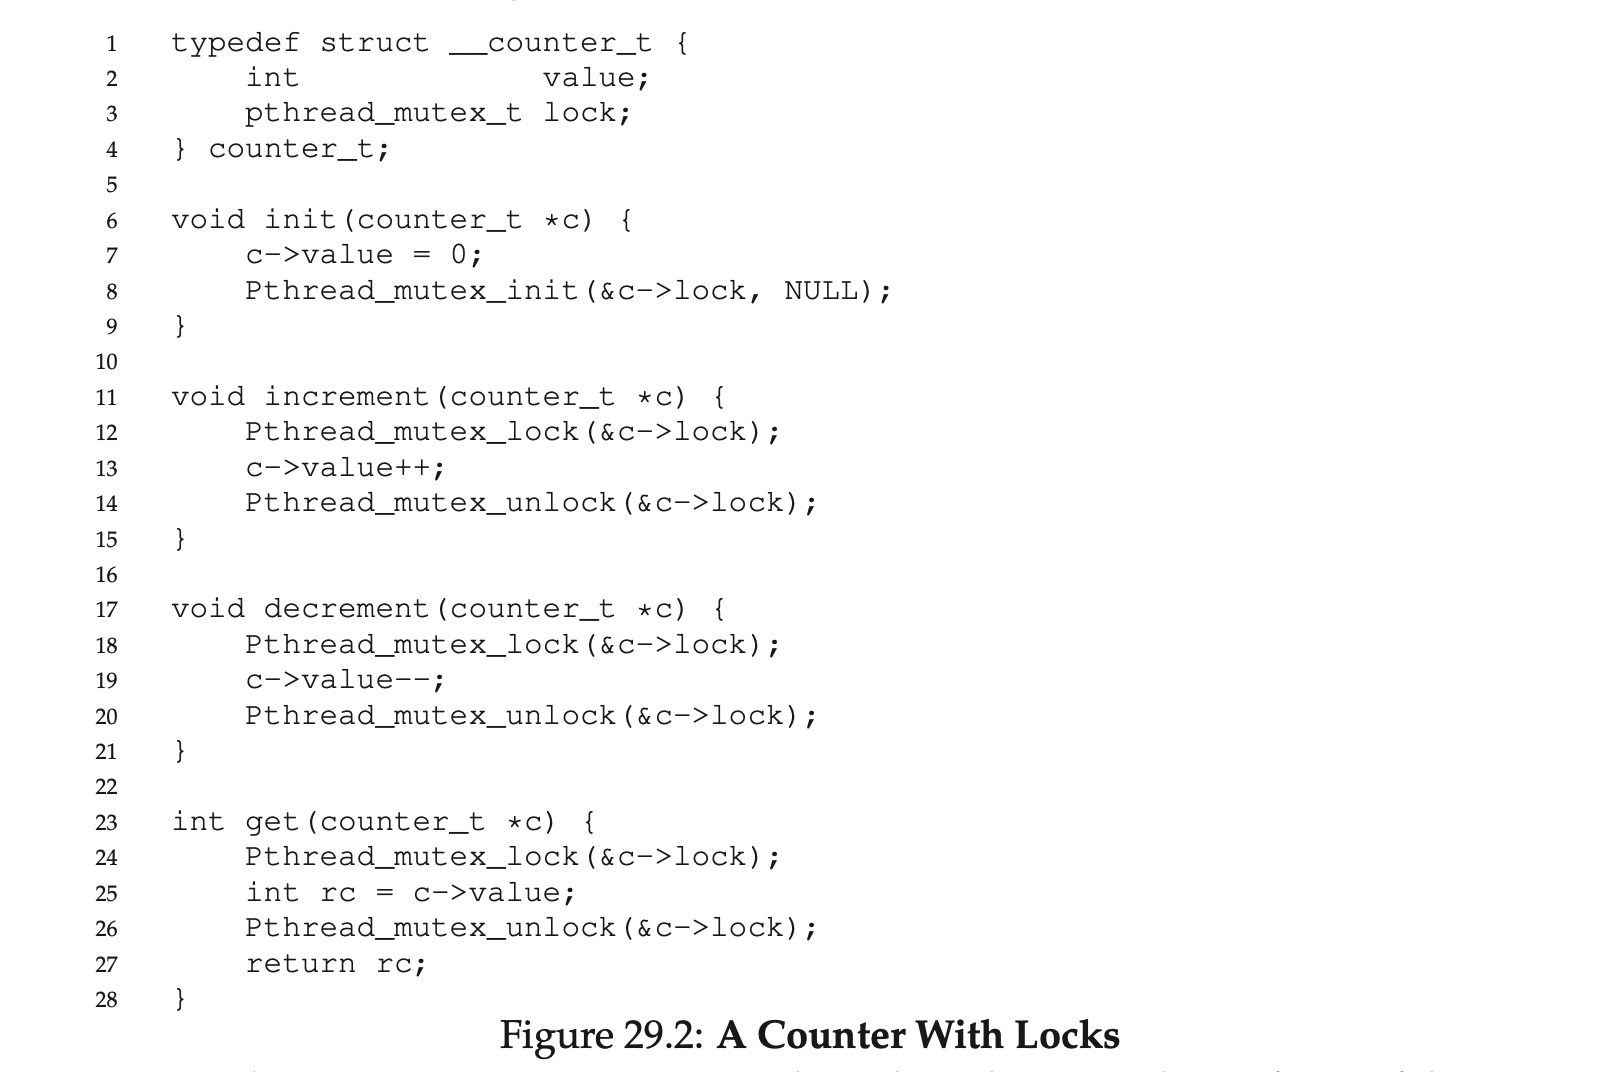 1 typedef struct __counter_t {
2 int value;
3 pthread_mutex_t lock;
4 } counter_t;
5
6 void init(counter_t *c) {
7 c->value = 0;
8 Pthread_mutex_init(&c->lock, NULL);
9 }
10
11 void increment(counter_t *c) {
12 Pthread_mutex_lock(&c->lock);
13 c->value++;
14 Pthread_mutex_unlock(&c->lock);
15 }
16
17 void decrement(counter_t *c) {
18 Pthread_mutex_lock(&c->lock);
19 c->value--;
20 Pthread_mutex_unlock(&c->lock);
21 }
22
23 int get(counter_t *c) {
24 Pthread_mutex_lock(&c->lock);
25 int rc = c->value;
26 Pthread_mutex_unlock(&c->lock);
27 return rc;
28 }
Figure 29.2: A Counter With Locks